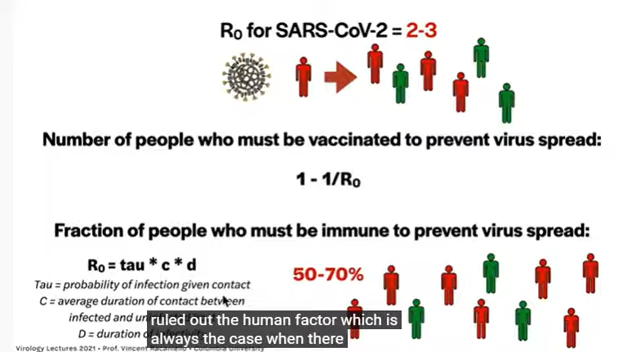 R₀ for SARS-CoV-2 = 2-3
Number of people who must be vaccinated to prevent virus spread:
1 - 1/R₀
Fraction of people who must be immune to prevent virus spread:
R₀ = tau * c * d
50-70%
Tau = probability of infection given contact
C = average duration of contact between
infected and un
D = duration
ruled out the human factor which is
always the case when there
Virology Lectures 2021 • Prof. Vincent